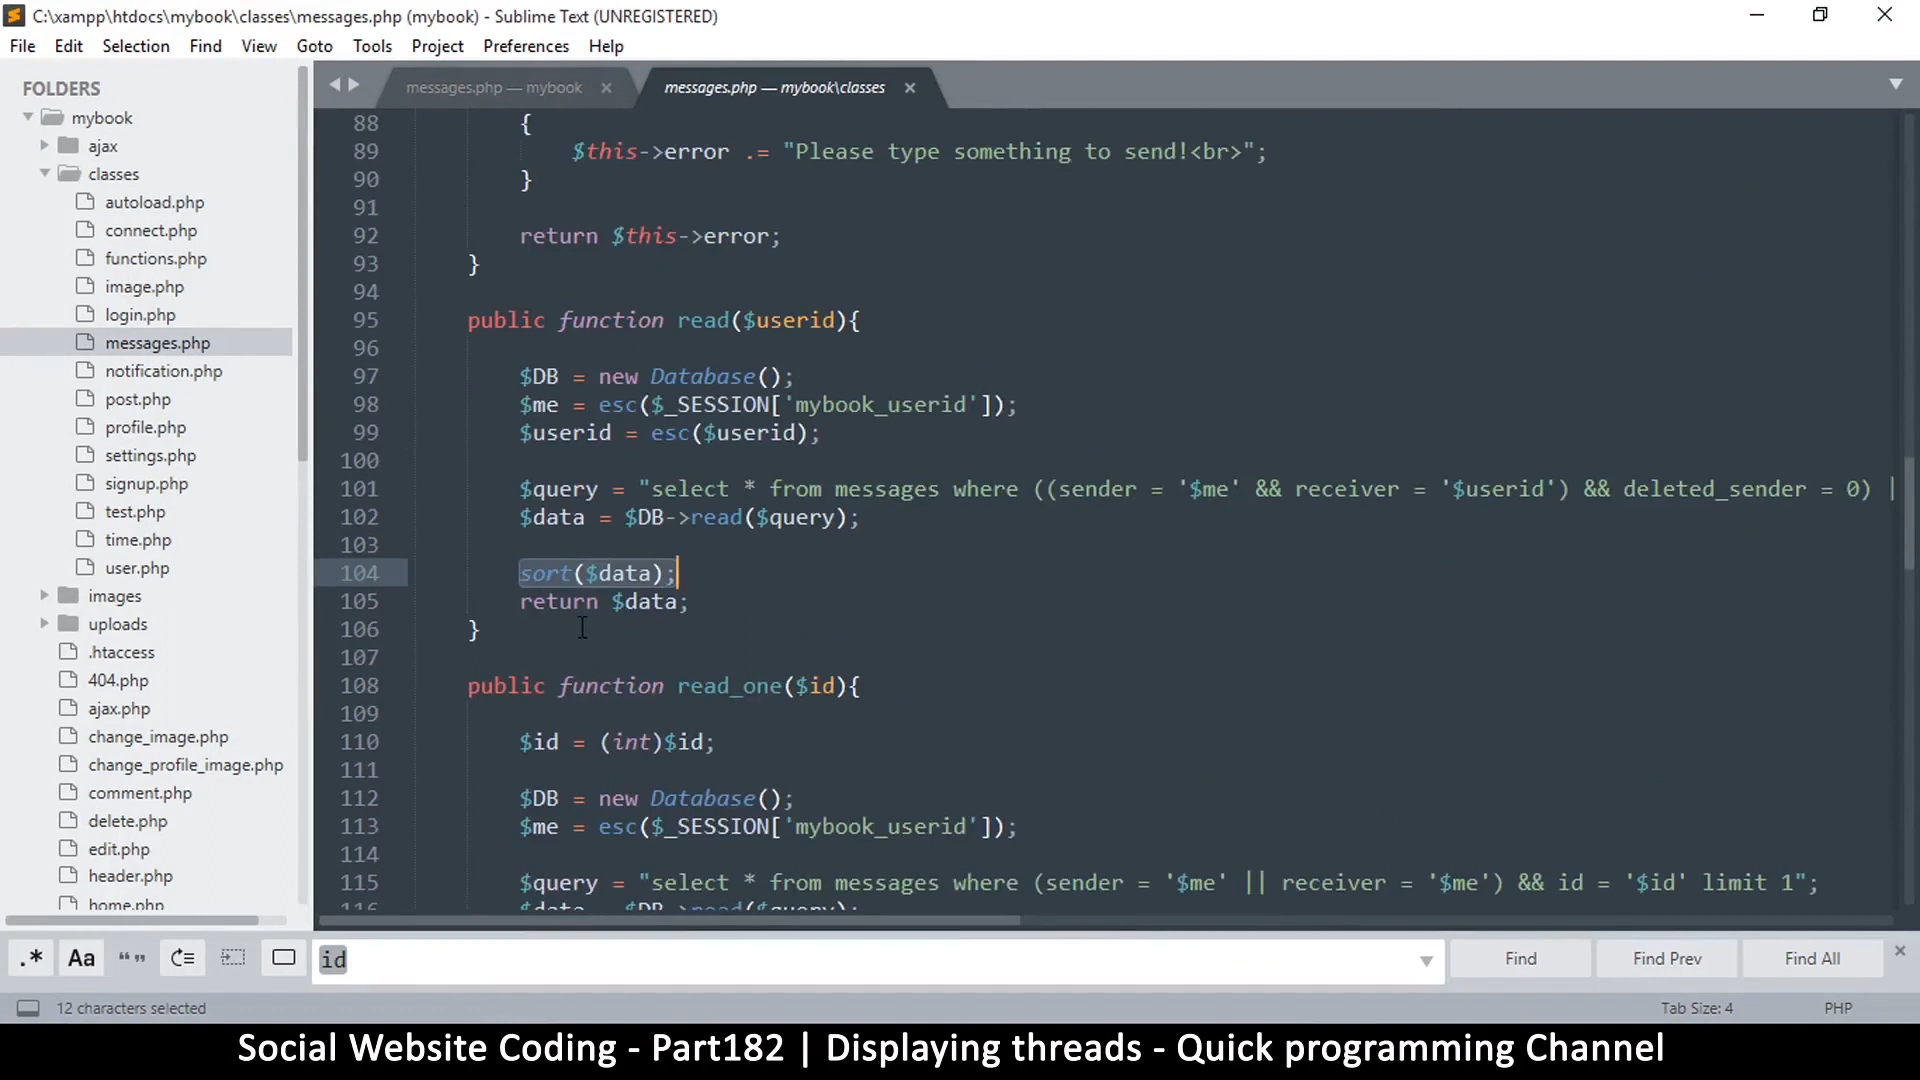 C:\xampp\htdocs\mybook\classes\messages.php (mybook) - Sublime Text (UNREGISTERED)
File Edit Selection Find View Goto Tools Project Preferences Help
FOLDERS
mybook
ajax
classes
autoload.php
connect.php
functions.php
image.php
login.php
messages.php
notification.php
post.php
profile.php
settings.php
signup.php
test.php
time.php
user.php
images
uploads
.htaccess
404.php
ajax.php
change_image.php
change_profile_image.php
comment.php
delete.php
edit.php
header.php
home.php
messages.php — mybook
messages.php — mybook\classes
88 {
89 $this->error .= "Please type something to send!<br>";
90 }
91
92 return $this->error;
93 }
94
95 public function read($userid){
96
97 $DB = new Database();
98 $me = esc($_SESSION['mybook_userid']);
99 $userid = esc($userid);
100
101 $query = "select * from messages where ((sender = '$me' && receiver = '$userid') && deleted_sender = 0) |
102 $data = $DB->read($query);
103
104 sort($data);
105 return $data;
106 }
107
108 public function read_one($id){
109
110 $id = (int)$id;
111
112 $DB = new Database();
113 $me = esc($_SESSION['mybook_userid']);
114
115 $query = "select * from messages where (sender = '$me' || receiver = '$me') && id = '$id' limit 1";
116 $data = $DB->read($query);
.* Aa “” id Find Find Prev Find All
12 characters selected Tab Size: 4 PHP
Social Website Coding - Part182 | Displaying threads - Quick programming Channel